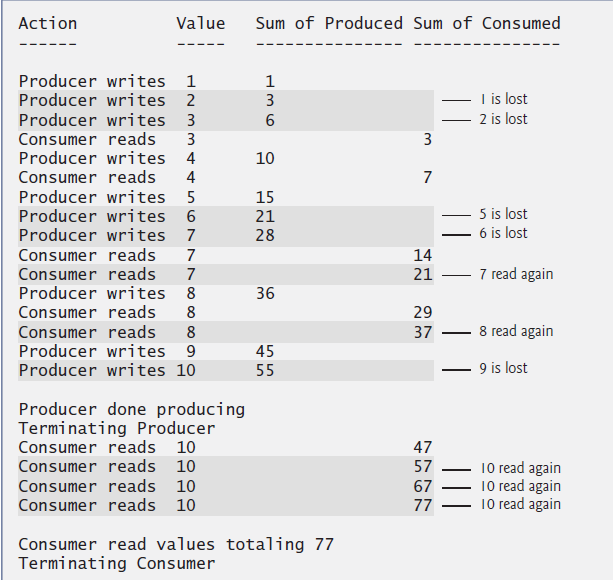 Action Value Sum of Produced Sum of Consumed
------ ----- --------------- ---------------
Producer writes 1 1
Producer writes 2 3 1 is lost
Producer writes 3 6 2 is lost
Consumer reads 3 3
Producer writes 4 10
Consumer reads 4 7
Producer writes 5 15
Producer writes 6 21 5 is lost
Producer writes 7 28 6 is lost
Consumer reads 7 14
Consumer reads 7 21 7 read again
Producer writes 8 36
Consumer reads 8 29
Consumer reads 8 37 8 read again
Producer writes 9 45
Producer writes 10 55 9 is lost
Producer done producing
Terminating Producer
Consumer reads 10 47
Consumer reads 10 57 10 read again
Consumer reads 10 67 10 read again
Consumer reads 10 77 10 read again
Consumer read values totaling 77
Terminating Consumer